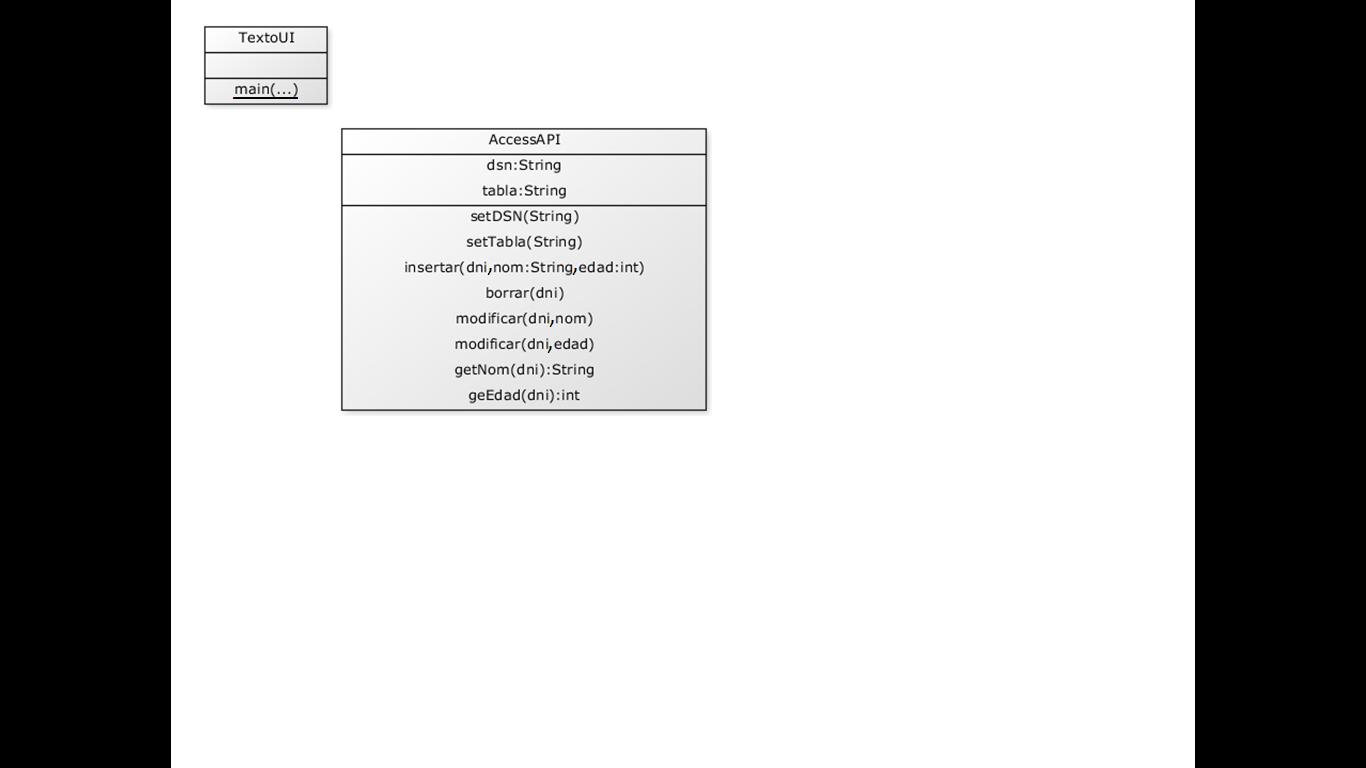 TextoUI
main(...)
AccessAPI
dsn:String
tabla:String
setDSN(String)
setTabla(String)
insertar(dni,nom:String,edad:int)
borrar(dni)
modificar(dni,nom)
modificar(dni,edad)
getNom(dni):String
geEdad(dni):int